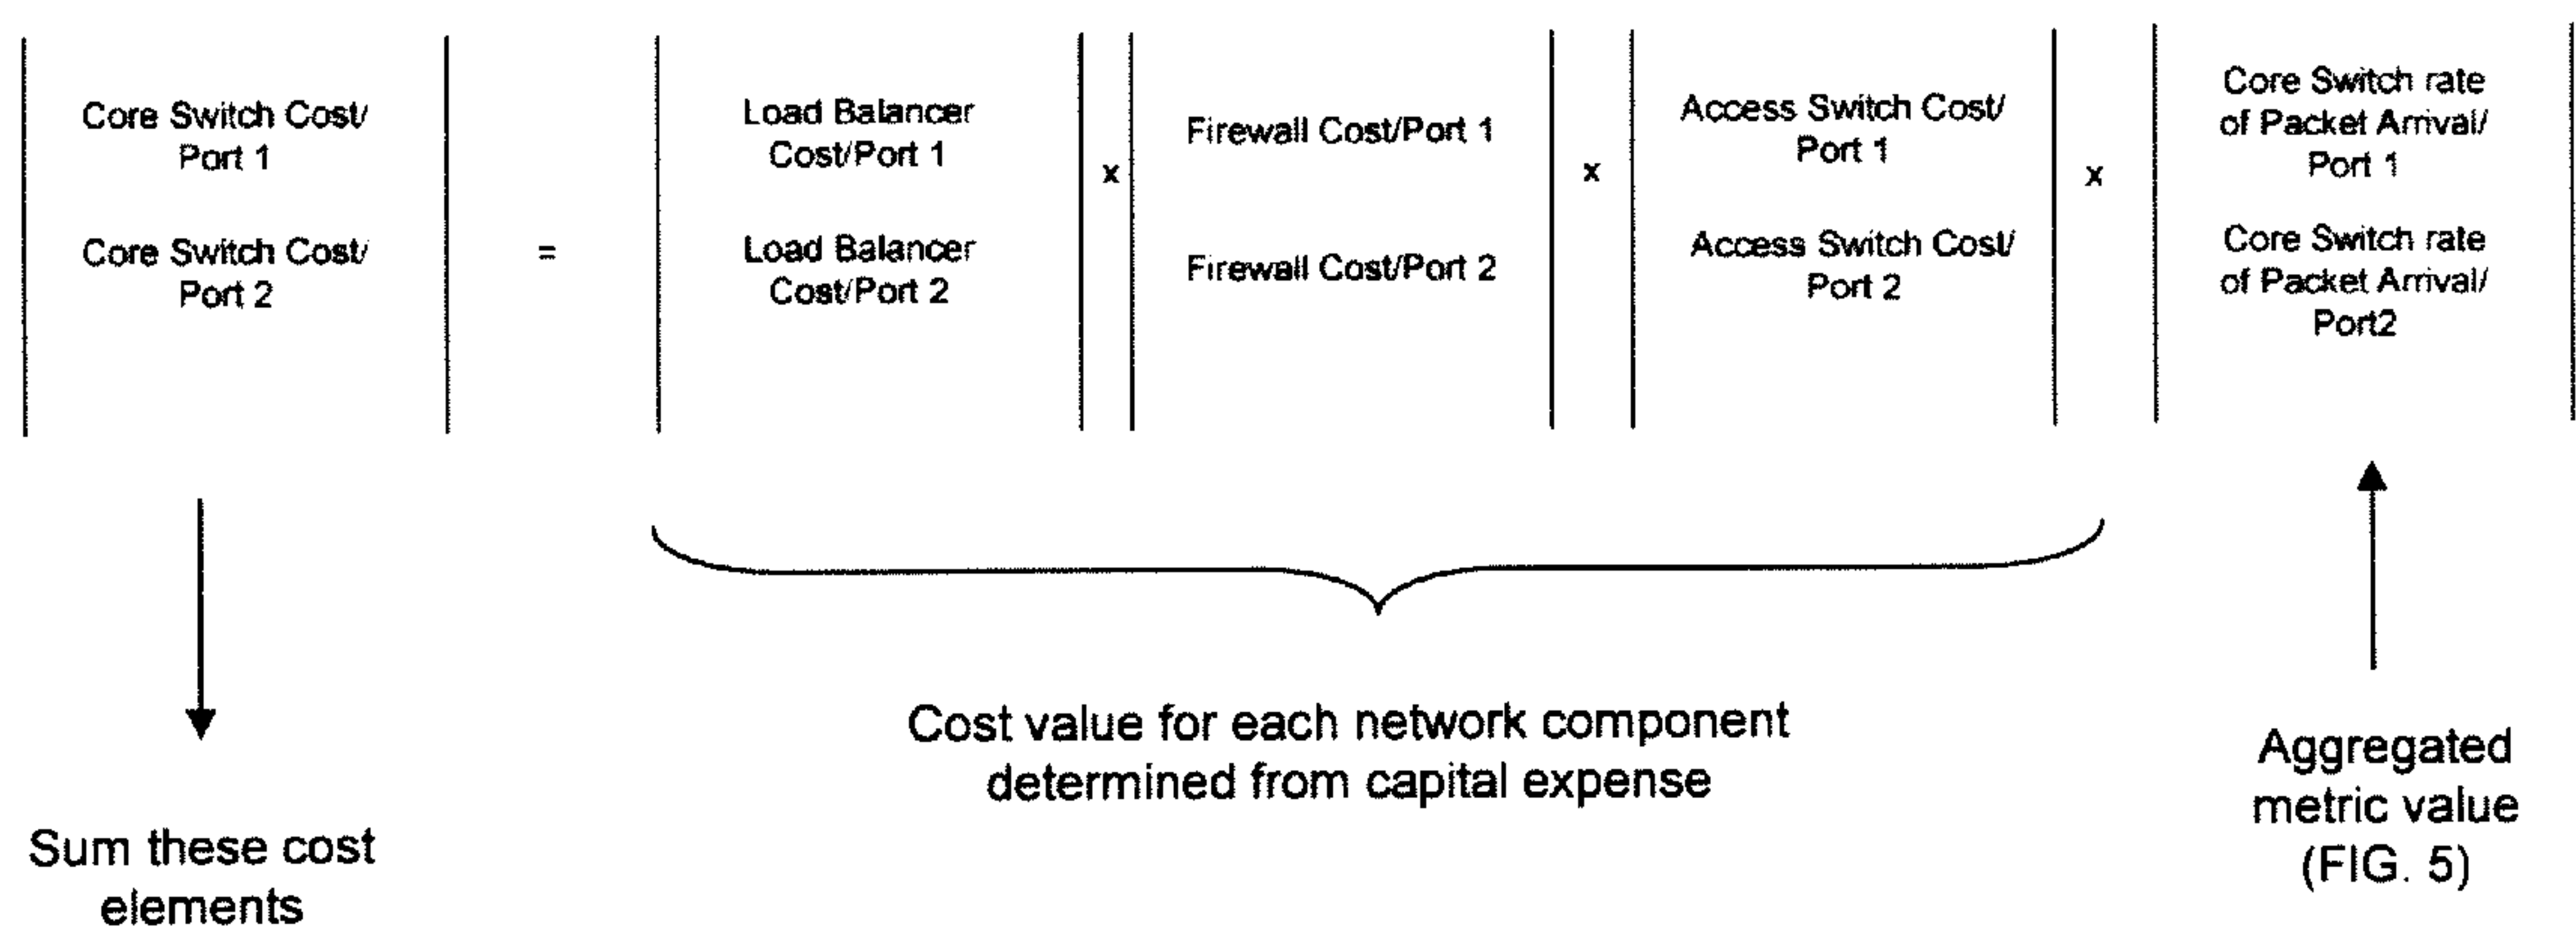 Core Switch Cost/
Port 1
Core Switch Cost/
Port 2
=
Load Balancer
Cost/Port 1
Load Balancer
Cost/Port 2
x
Firewall Cost/Port 1
Firewall Cost/Port 2
x
Access Switch Cost/
Port 1
Access Switch Cost/
Port 2
x
Core Switch rate
of Packet Arrival/
Port 1
Core Switch rate
of Packet Arrival/
Port2
Sum these cost
elements
Cost value for each network component
determined from capital expense
Aggregated
metric value
(FIG. 5)